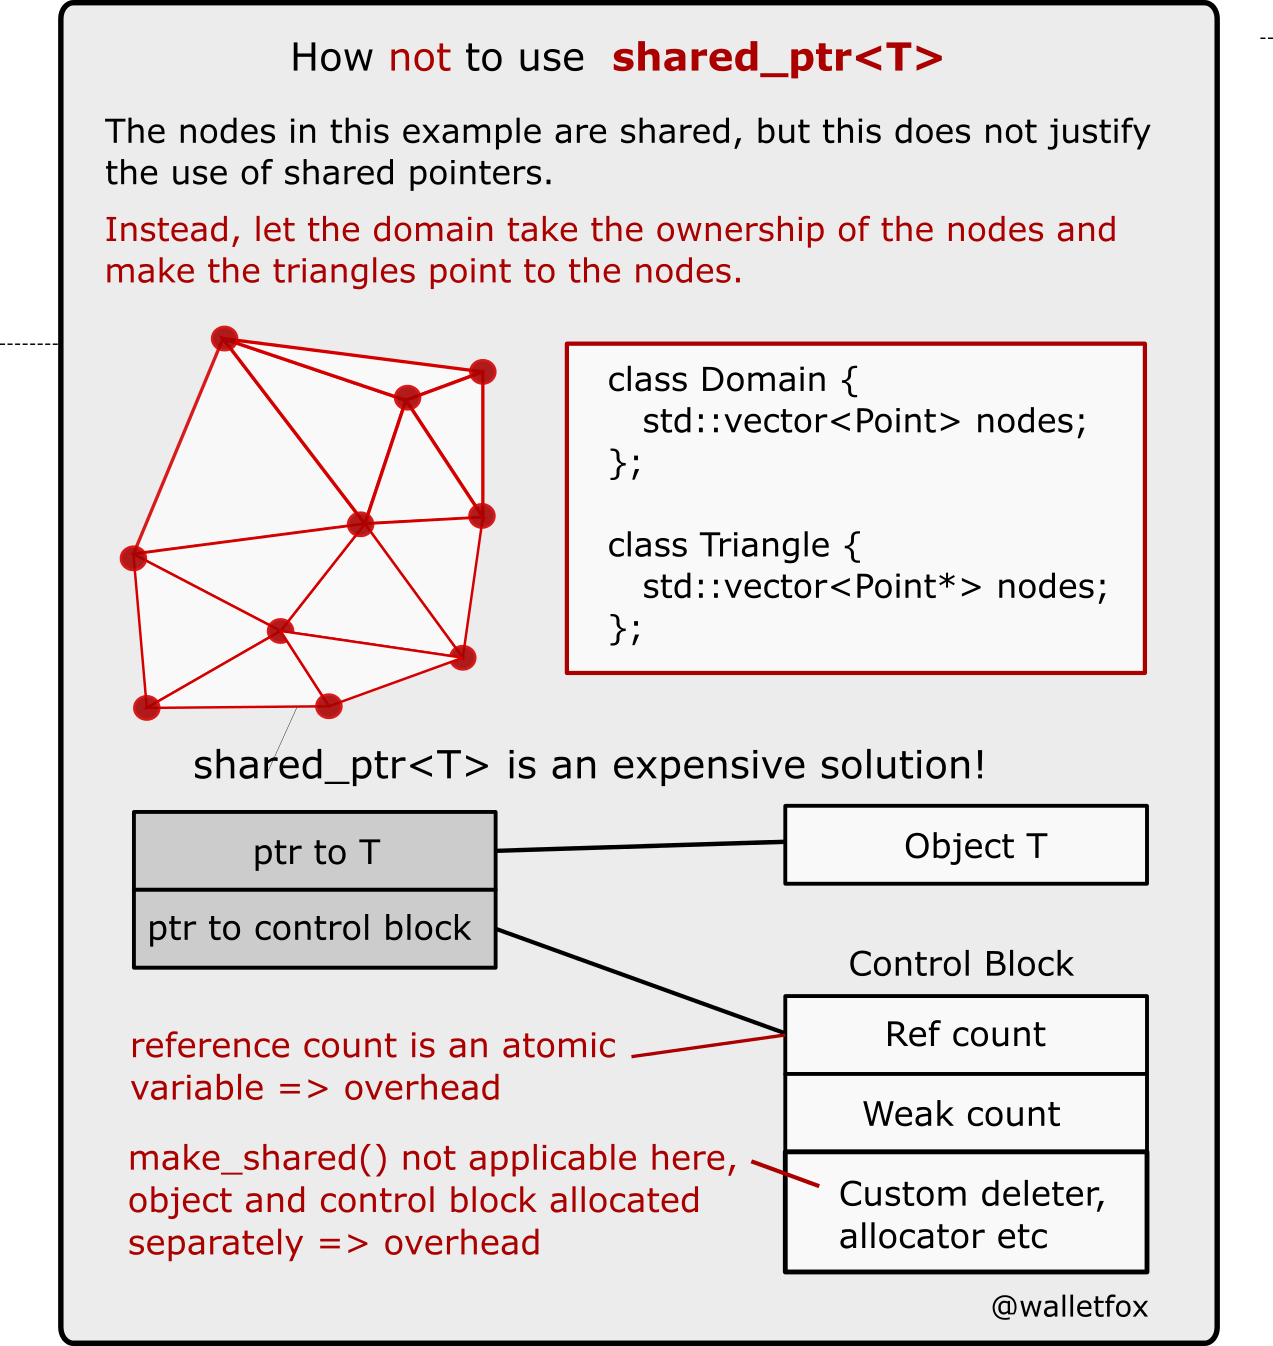 How not to use shared_ptr<T>
The nodes in this example are shared, but this does not justify
the use of shared pointers.
Instead, let the domain take the ownership of the nodes and
make the triangles point to the nodes.
class Domain {
std::vector<Point> nodes;
};
class Triangle {
std::vector<Point*> nodes;
};
shared_ptr<T> is an expensive solution!
ptr to T
Object T
ptr to control block
Control Block
Ref count
Weak count
Custom deleter,
allocator etc
reference count is an atomic
variable => overhead
make_shared() not applicable here,
object and control block allocated
separately => overhead
@walletfox